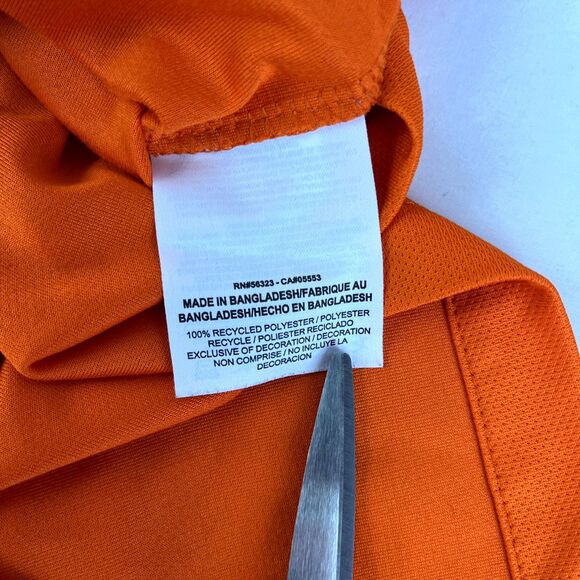 RN#56323 - CA#05553
MADE IN BANGLADESH/FABRIQUE AU
BANGLADESH/HECHO EN BANGLADESH
100% RECYCLED POLYESTER / POLYESTER
RECYCLE / POLIESTER RECICLADO
EXCLUSIVE OF DECORATION / DECORATION
NON COMPRISE / NO INCLUYE LA
DECORACION